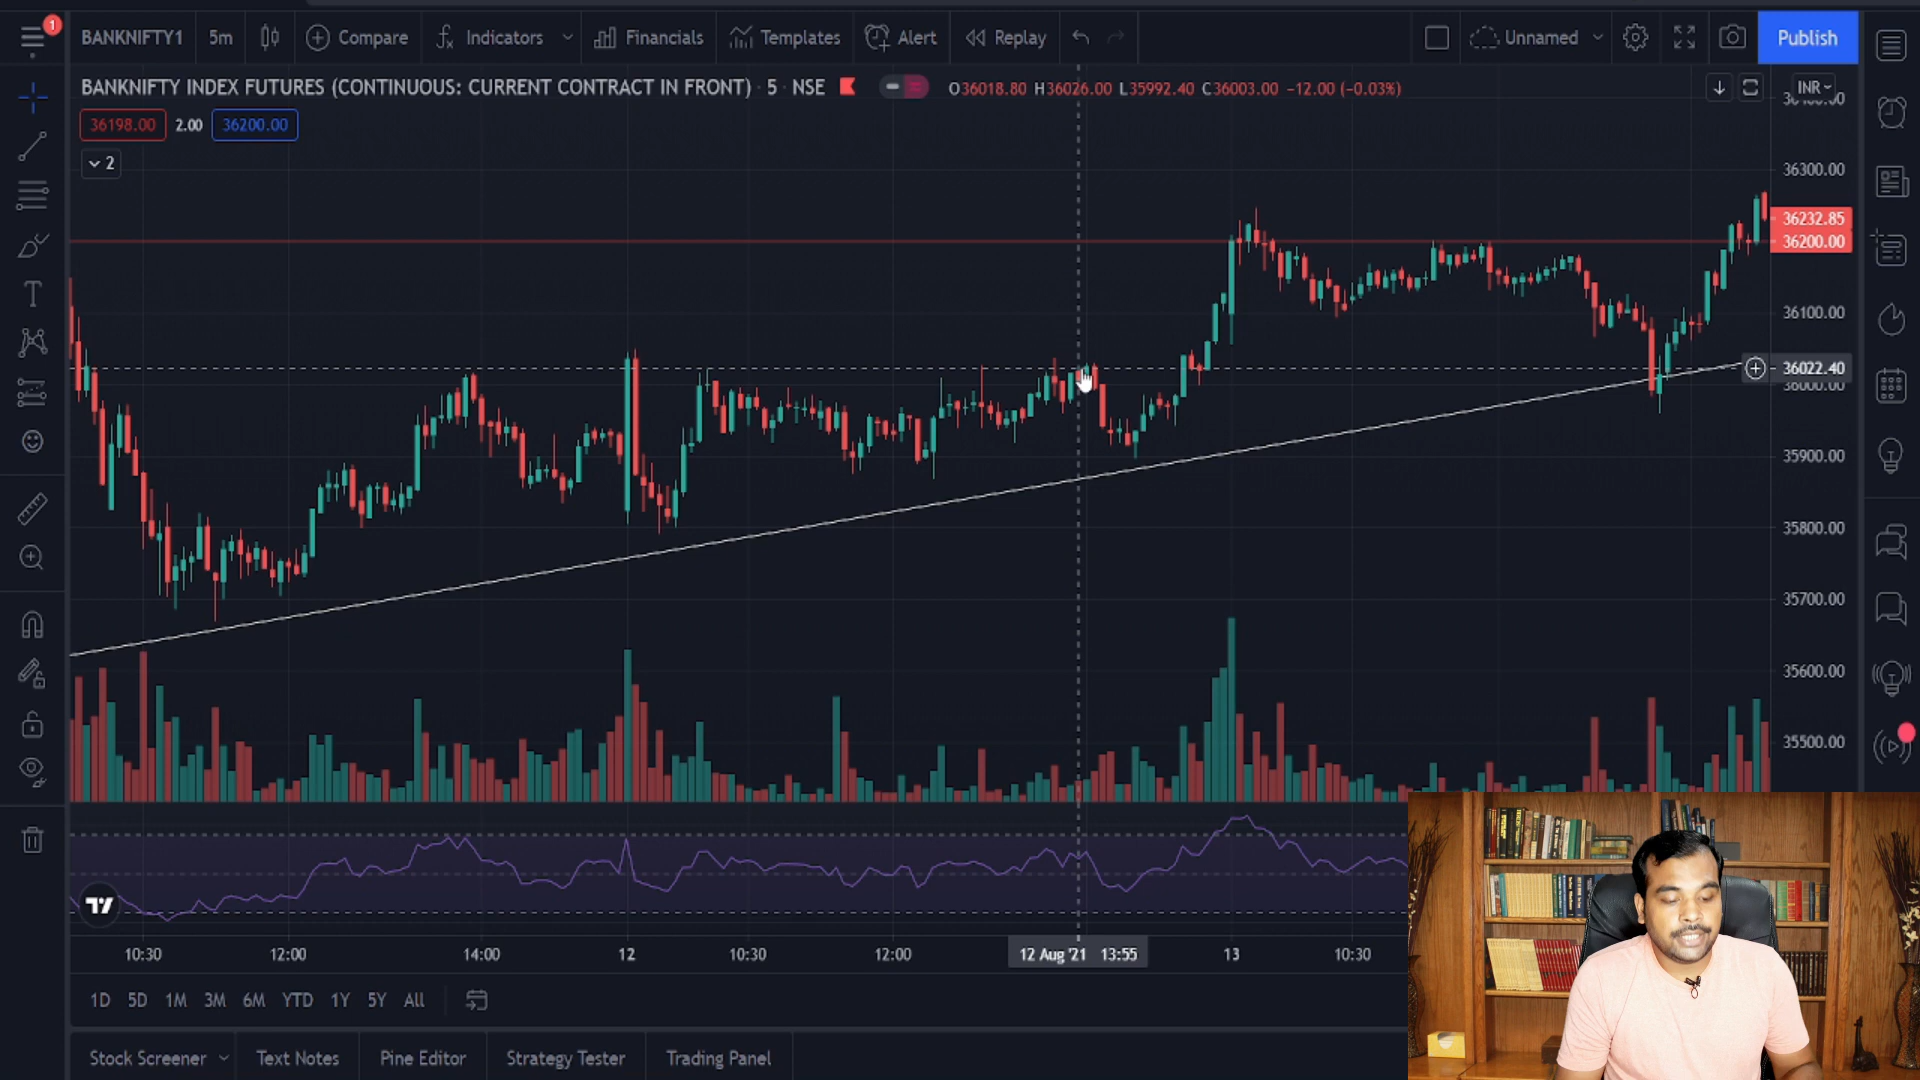 1
BANKNIFTY1 5m Compare Indicators Financials Templates Alert Replay Unnamed Publish
BANKNIFTY INDEX FUTURES (CONTINUOUS: CURRENT CONTRACT IN FRONT) · 5 · NSE O36018.80 H36026.00 L35992.40 C36003.00 −12.00 (−0.03%)
INR
36198.00 2.00 36200.00
2
36300.00
36232.85
36200.00
36100.00
36022.40
36000.00
35900.00
35800.00
35700.00
35600.00
35500.00
10:30 12:00 14:00 12 10:30 12:00 12 Aug '21 13:55 13 10:30
1D 5D 1M 3M 6M YTD 1Y 5Y All
Stock Screener Text Notes Pine Editor Strategy Tester Trading Panel